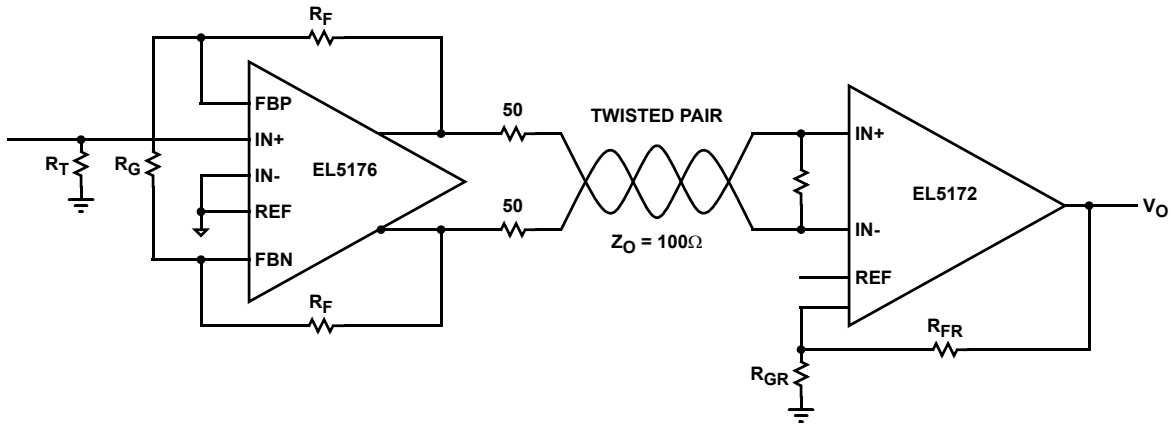 RF
50
TWISTED PAIR
FBP
IN+
IN+
RT
RG
IN-
EL5176
EL5172
VO
REF
50
IN-
ZO = 100Ω
FBN
REF
RF
RFR
RGR